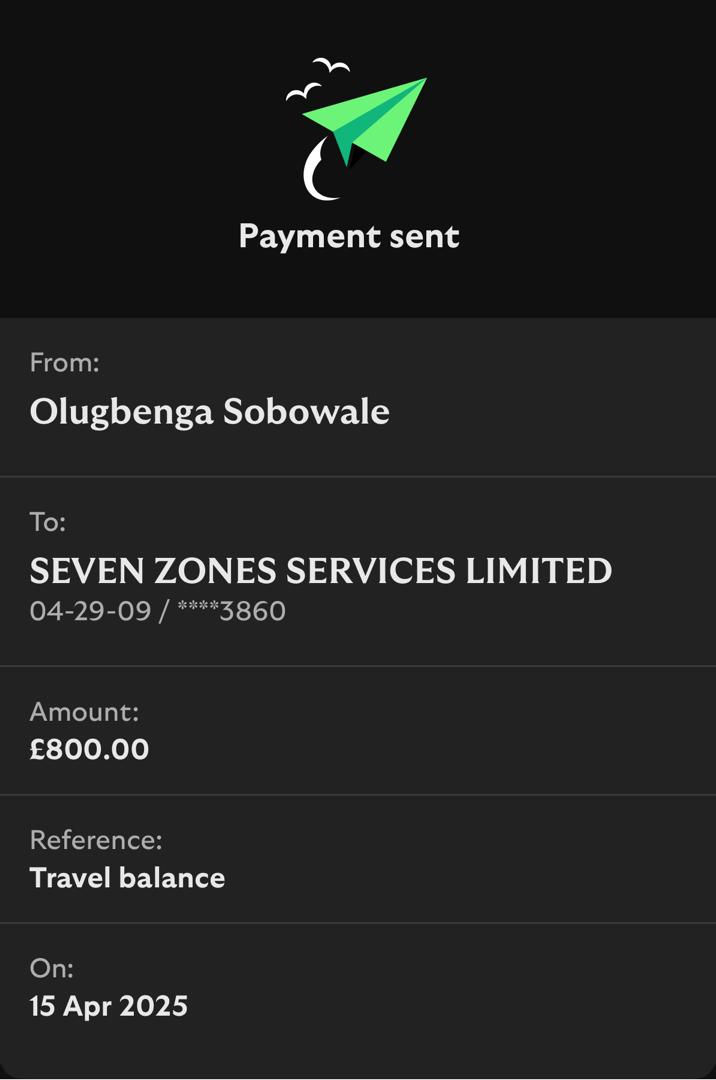 Payment sent
From:
Olugbenga Sobowale
To:
SEVEN ZONES SERVICES LIMITED
04-29-09 / ****3860
Amount:
£800.00
Reference:
Travel balance
On:
15 Apr 2025